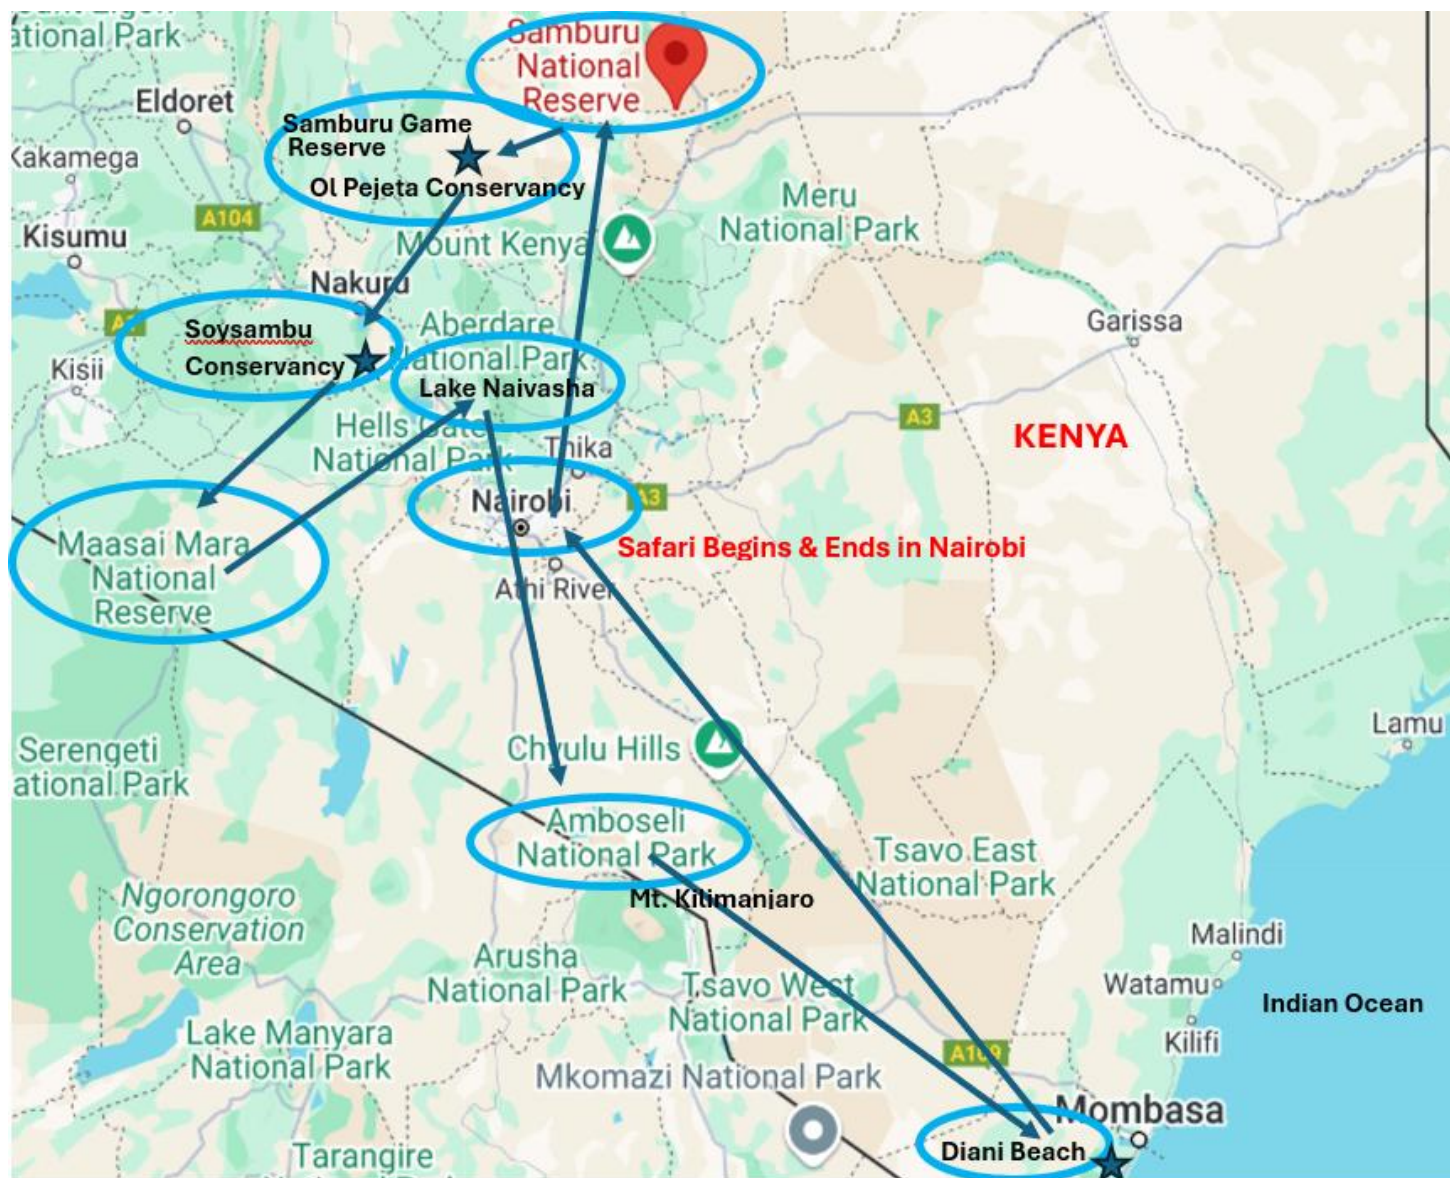 ational Park
Samburu
National
Reserve
Eldoret
Samburu Game
Reserve
Kakamega
Ol Pejeta Conservancy
Meru
National Park
A104
Kisumu
Mount Kenya
Nakuru
Soysambu
Conservancy
Aberdare
National Park
Garissa
Kisii
Lake Naivasha
A3
KENYA
Hells Gate
National Park
Thika
Nairobi
A3
Safari Begins & Ends in Nairobi
Maasai Mara
National
Reserve
Athi River
Lamu
Chyulu Hills
Serengeti
ational Park
Amboseli
National Park
Tsavo East
National Park
Mt. Kilimanjaro
Ngorongoro
Conservation
Area
Malindi
Arusha
National Park
Tsavo West
National Park
Watamu
Indian Ocean
Lake Manyara
National Park
Kilifi
A109
Mkomazi National Park
Mombasa
Diani Beach
Tarangire